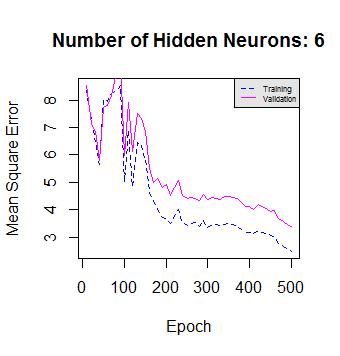 Number of Hidden Neurons: 6
Training
Validation
Mean Square Error
8
7
6
5
4
3
0 100 200 300 400 500
Epoch